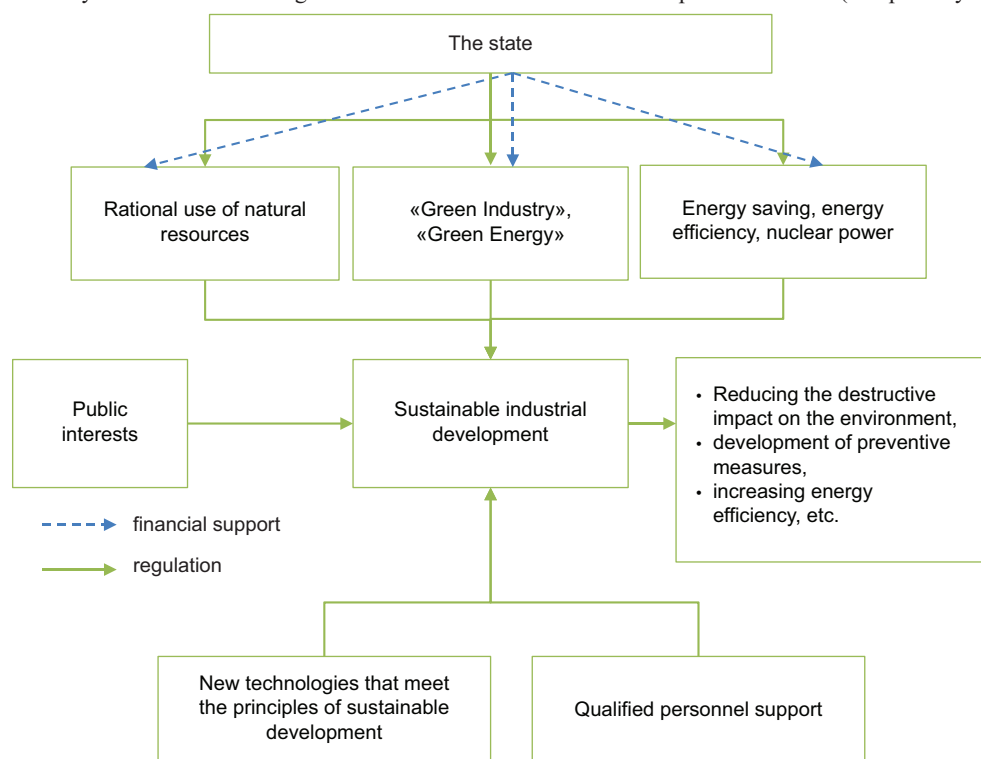 The state
Rational use of natural
resources
«Green Industry»,
«Green Energy»
Energy saving, energy
efficiency, nuclear power
Public
interests
Sustainable industrial
development
• Reducing the destructive
impact on the environment,
• development of preventive
measures,
• increasing energy
efficiency, etc.
financial support
regulation
New technologies that meet
the principles of sustainable
development
Qualified personnel support